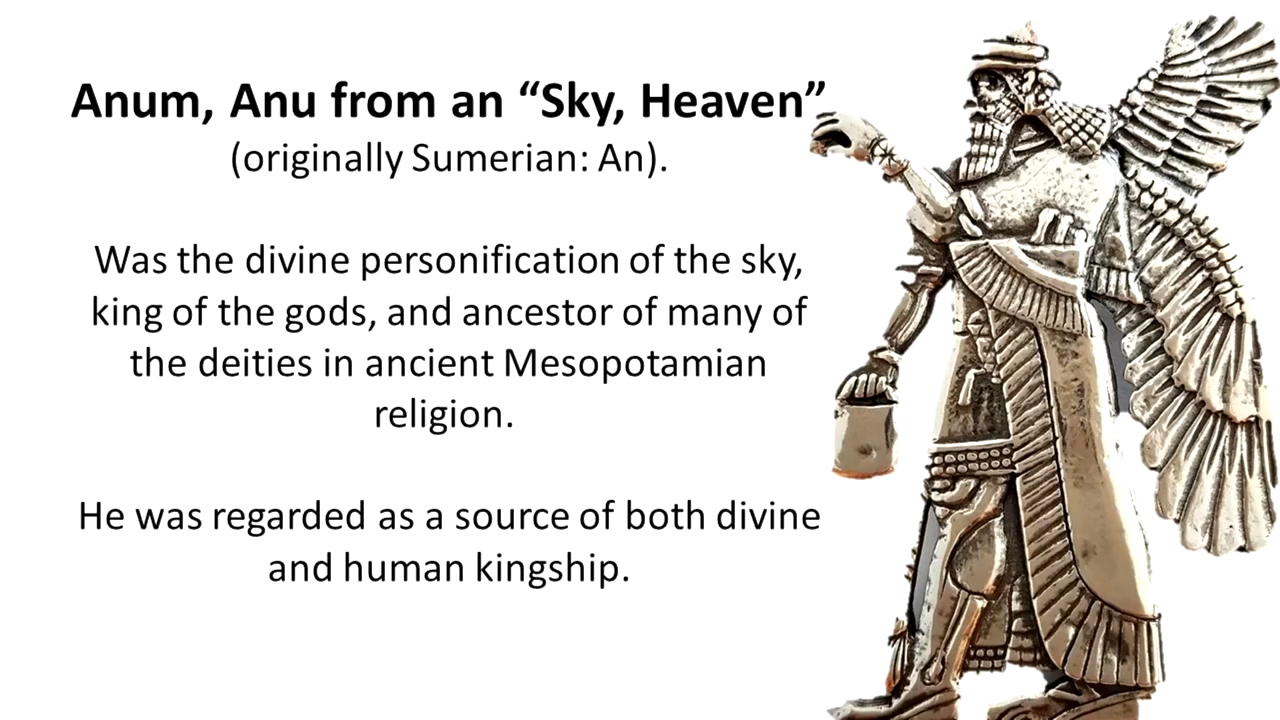 Anum, Anu from an “Sky, Heaven”
(originally Sumerian: An).
Was the divine personification of the sky,
king of the gods, and ancestor of many of
the deities in ancient Mesopotamian
religion.
He was regarded as a source of both divine
and human kingship.